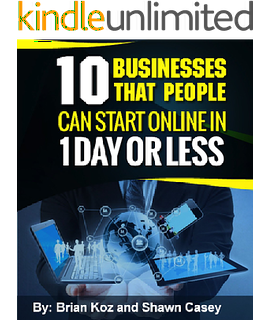 kindleunlimited
10 BUSINESSES
THAT PEOPLE
CAN START ONLINE IN
1 DAY OR LESS
By: Brian Koz and Shawn Casey